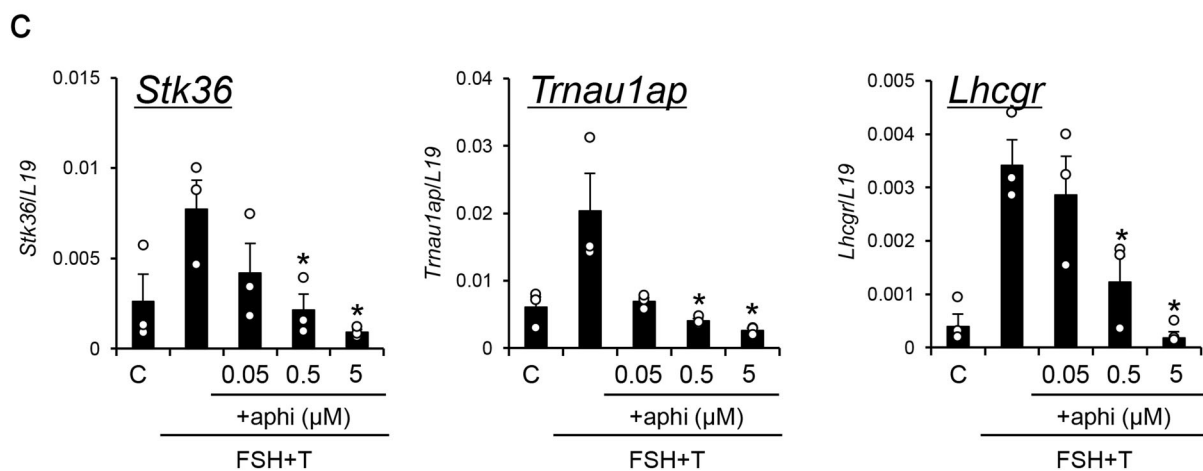 C
Stk36
Stk36/L19
0.015
0.01
0.005
0
*
*
C
0.05
0.5
5
+aphi (μM)
FSH+T
Trnau1ap
Trnau1ap/L19
0.04
0.03
0.02
0.01
0
*
*
C
0.05
0.5
5
+aphi (μM)
FSH+T
Lhcgr
Lhcgr/L19
0.005
0.004
0.003
0.002
0.001
0
*
*
C
0.05
0.5
5
+aphi (μM)
FSH+T